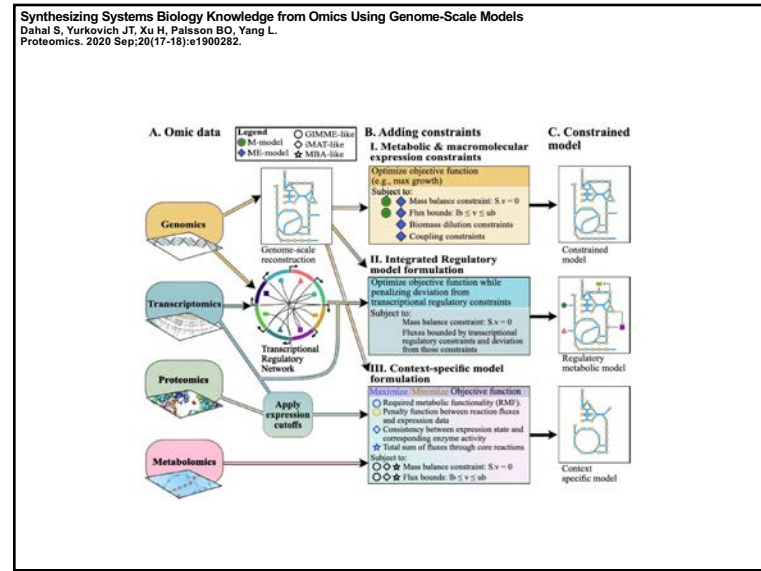 Synthesizing Systems Biology Knowledge from Omics Using Genome-Scale Models
Dahal S, Yurkovich JT, Xu H, Palsson BO, Yang L.
Proteomics. 2020 Sep;20(17-18):e1900282.
A. Omic data
Legend
M-model
ME-model
GIMME-like
iMAT-like
MBA-like
Genomics
Transcriptomics
Proteomics
Metabolomics
Genome-scale
reconstruction
Transcriptional
Regulatory
Network
Apply
expression
cutoffs
B. Adding constraints
I. Metabolic & macromolecular
expression constraints
Optimize objective function
(e.g., max growth)
Subject to:
Mass balance constraint: S.v = 0
Flux bounds: lb ≤ v ≤ ub
Biomass dilution constraints
Coupling constraints
II. Integrated Regulatory
model formulation
Optimize objective function while
penalizing deviation from
transcriptional regulatory constraints
Subject to:
Mass balance constraint: S.v = 0
Fluxes bounded by transcriptional
regulatory constraints and deviation
from those constraints
III. Context-specific model
formulation
Maximize /Minimize Objective function
Required metabolic functionality (RMF),
Penalty function between reaction fluxes
and expression data
Consistency between expression state and
corresponding enzyme activity
Total sum of fluxes through core reactions
Subject to:
Mass balance constraint: S.v = 0
Flux bounds: lb ≤ v ≤ ub
C. Constrained
model
Constrained
model
Regulatory
metabolic model
Context
specific model